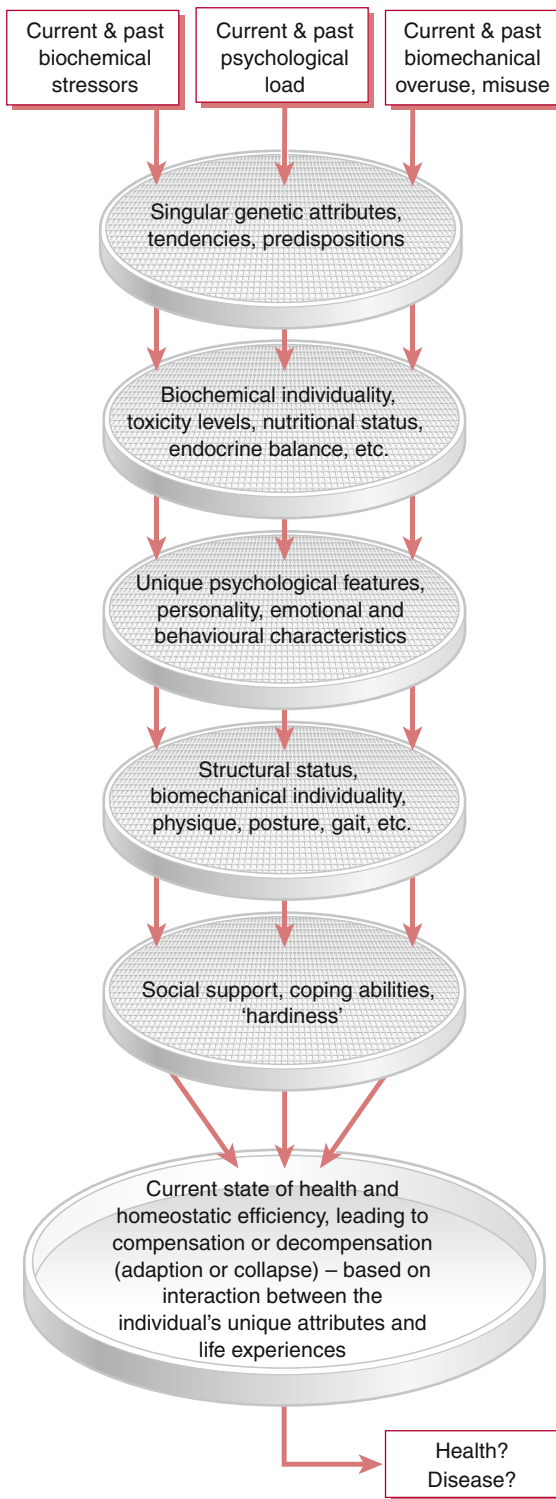 Current & past
biochemical
stressors
Current & past
psychological
load
Current & past
biomechanical
overuse, misuse
Singular genetic attributes,
tendencies, predispositions
Biochemical individuality,
toxicity levels, nutritional status,
endocrine balance, etc.
Unique psychological features,
personality, emotional and
behavioural characteristics
Structural status,
biomechanical individuality,
physique, posture, gait, etc.
Social support, coping abilities,
‘hardiness’
Current state of health and
homeostatic efficiency, leading to
compensation or decompensation
(adaption or collapse) – based on
interaction between the
individual’s unique attributes and
life experiences
Health?
Disease?